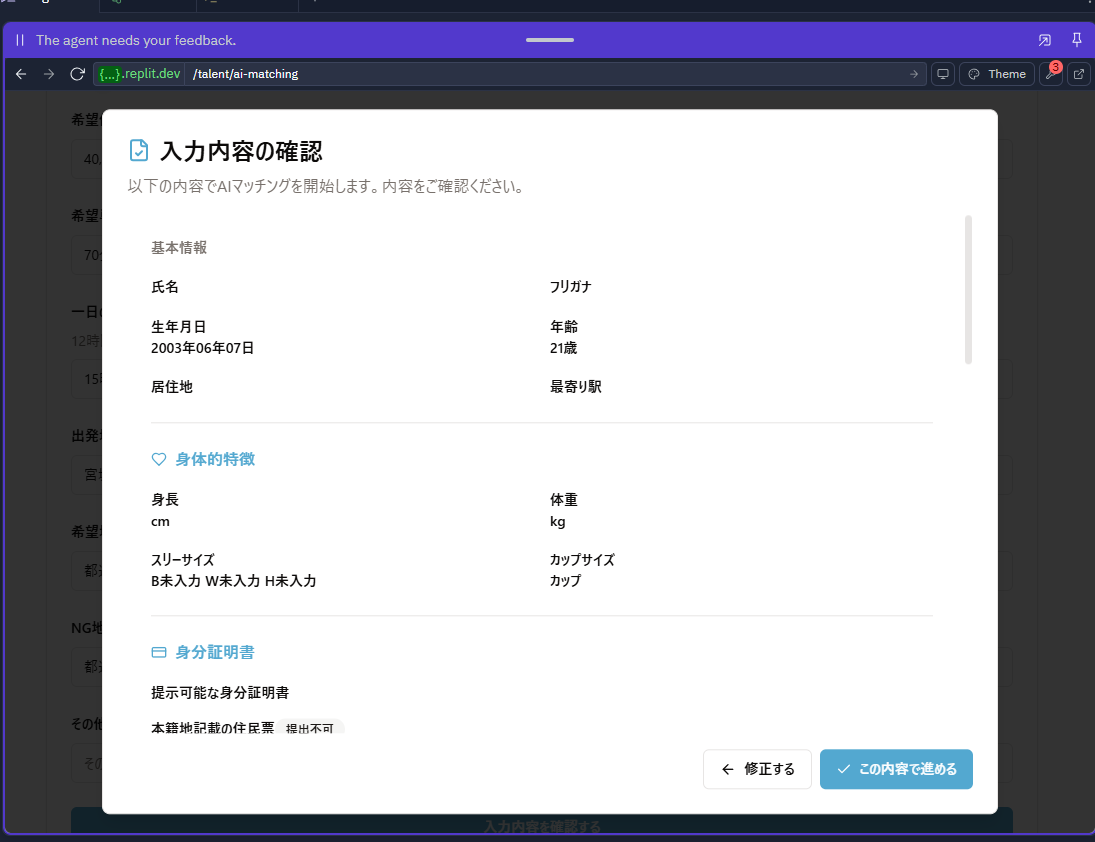 The agent needs your feedback.
{...}.replit.dev /talent/ai-matching
Theme
3
希望
40,
入力内容の確認
以下の内容でAIマッチングを開始します。内容をご確認ください。
希望
70
一日の
12時
15
出発
宮
希望
都
NG地
都
その他
その
基本情報
氏名
フリガナ
生年月日
年齢
2003年06年07日
21歳
居住地
最寄り駅
身体的特徴
身長
体重
cm
kg
スリーサイズ
カップサイズ
B未入力 W未入力 H未入力
カップ
身分証明書
提示可能な身分証明書
本籍地記載の住民票 提出不可
修正する
この内容で進める
入力内容を確認する